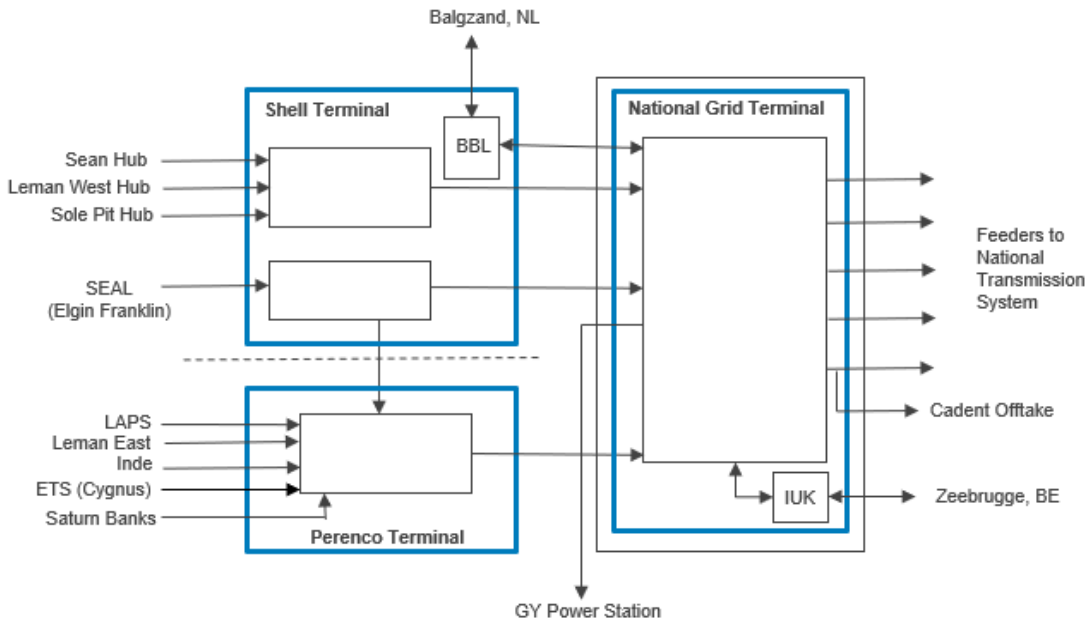 Balgzand, NL
Shell Terminal
National Grid Terminal
BBL
Sean Hub
Leman West Hub
Sole Pit Hub
Feeders to
National
Transmission
System
SEAL
(Elgin Franklin)
LAPS
Leman East
Inde
ETS (Cygnus)
Saturn Banks
Perenco Terminal
Cadent Offtake
IUK
Zeebrugge, BE
GY Power Station